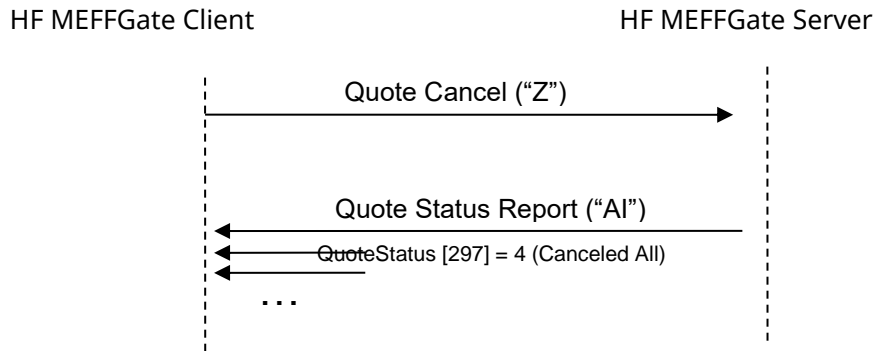 HF MEFFGate Client
HF MEFFGate Server
Quote Cancel (“Z”)
Quote Status Report (“AI”)
QuoteStatus [297] = 4 (Canceled All)
...